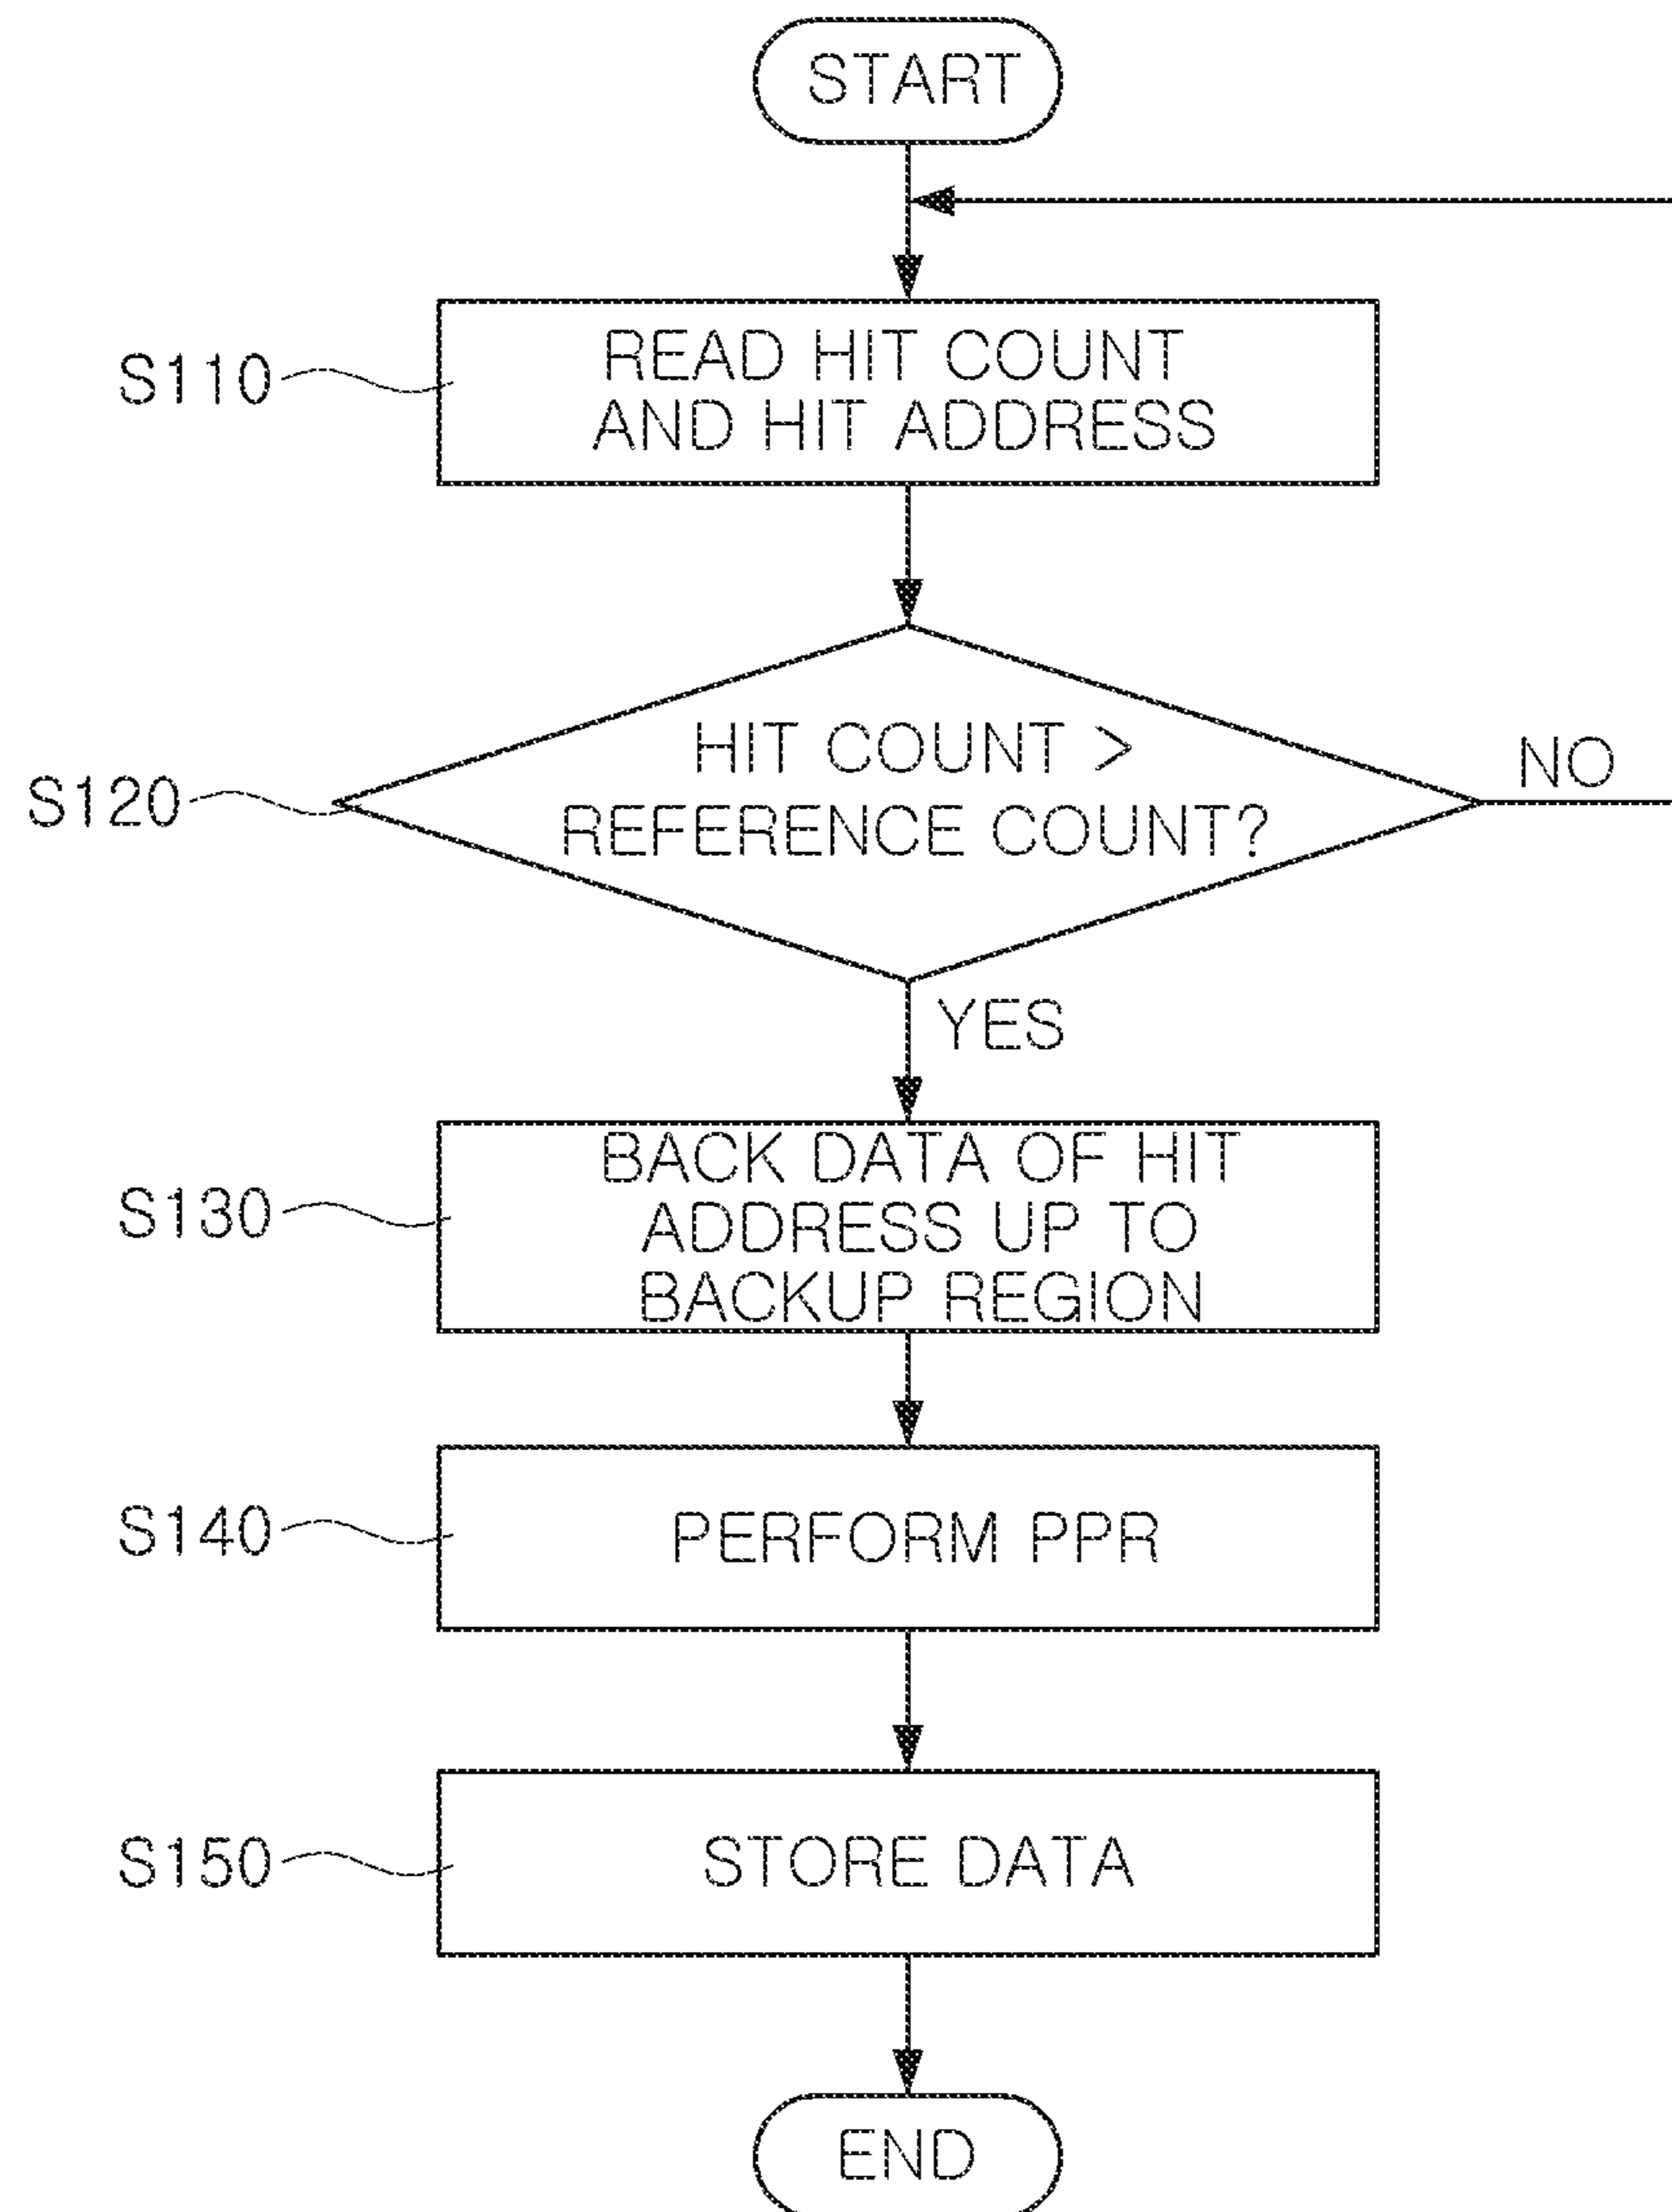 START
S110
READ HIT COUNT
AND HIT ADDRESS
S120
HIT COUNT >
REFERENCE COUNT?
NO
YES
S130
BACK DATA OF HIT
ADDRESS UP TO
BACKUP REGION
S140
PERFORM PPR
S150
STORE DATA
END